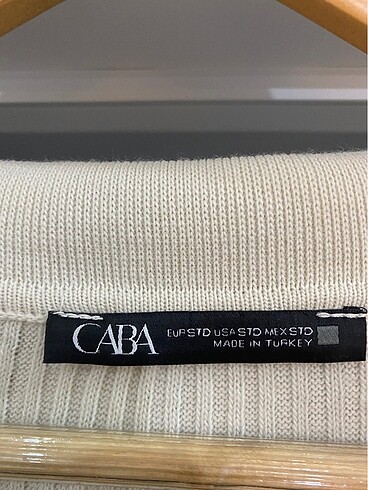 CABA
EUR STD USA STD MEX STD
MADE IN TURKEY